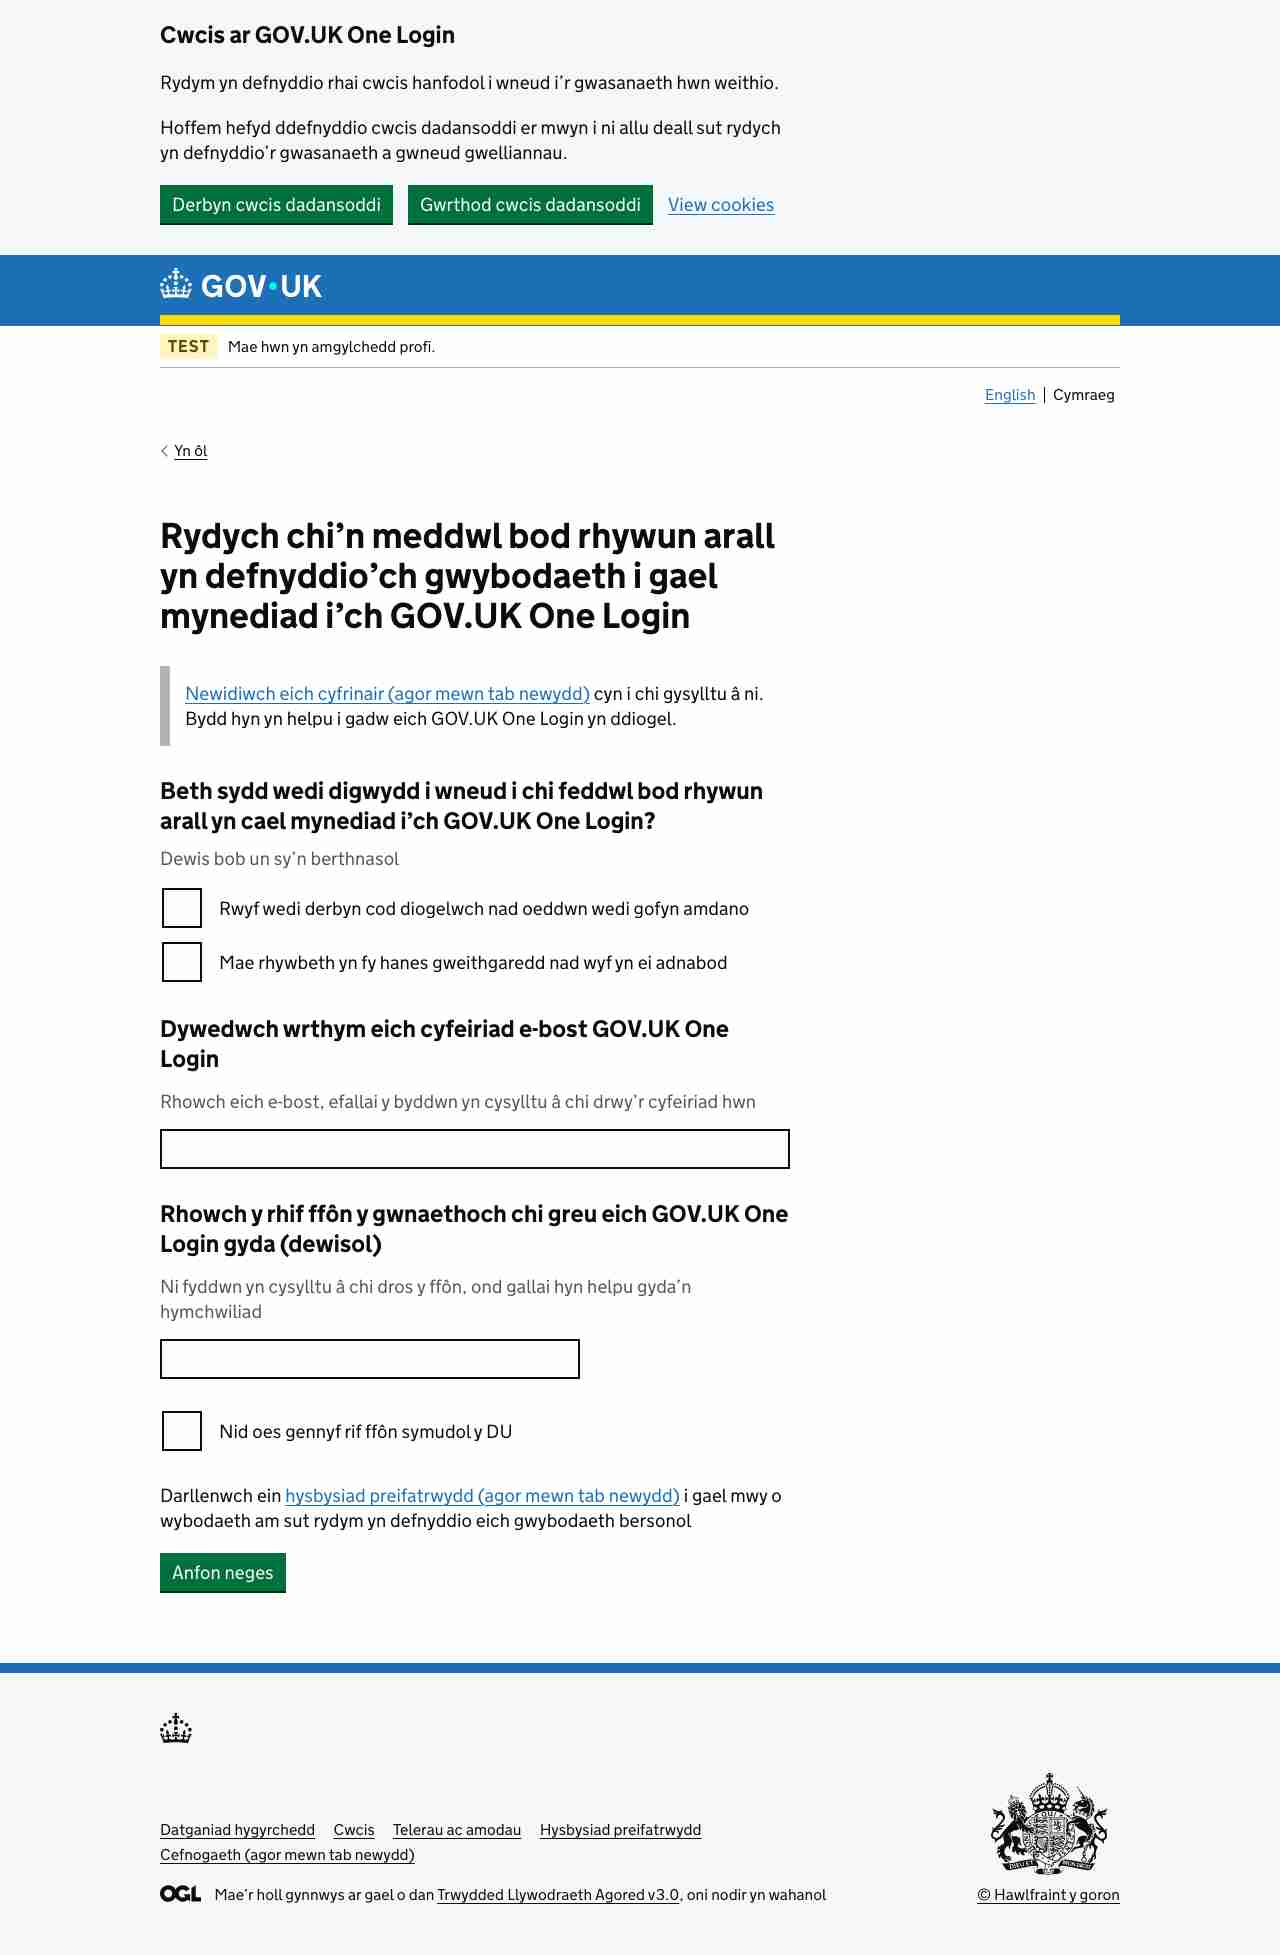 Cwcis ar GOV.UK One Login
Rydym yn defnyddio rhai cwcis hanfodol i wneud i’r gwasanaeth hwn weithio.
Hoffem hefyd ddefnyddio cwcis dadansoddi er mwyn i ni allu deall sut rydych
yn defnyddio’r gwasanaeth a gwneud gwelliannau.
Derbyn cwcis dadansoddi Gwrthod cwcis dadansoddi View cookies
GOV·UK
TEST Mae hwn yn amgylchedd profi.
English | Cymraeg
Yn ôl
Rydych chi’n meddwl bod rhywun arall
yn defnyddio’ch gwybodaeth i gael
mynediad i’ch GOV.UK One Login
Newidiwch eich cyfrinair (agor mewn tab newydd) cyn i chi gysylltu â ni.
Bydd hyn yn helpu i gadw eich GOV.UK One Login yn ddiogel.
Beth sydd wedi digwydd i wneud i chi feddwl bod rhywun
arall yn cael mynediad i’ch GOV.UK One Login?
Dewis bob un sy’n berthnasol
Rwyf wedi derbyn cod diogelwch nad oeddwn wedi gofyn amdano
Mae rhywbeth yn fy hanes gweithgaredd nad wyf yn ei adnabod
Dywedwch wrthym eich cyfeiriad e-bost GOV.UK One
Login
Rhowch eich e-bost, efallai y byddwn yn cysylltu â chi drwy’r cyfeiriad hwn
Rhowch y rhif ffôn y gwnaethoch chi greu eich GOV.UK One
Login gyda (dewisol)
Ni fyddwn yn cysylltu â chi dros y ffôn, ond gallai hyn helpu gyda’n
hymchwiliad
Nid oes gennyf rif ffôn symudol y DU
Darllenwch ein hysbysiad preifatrwydd (agor mewn tab newydd) i gael mwy o
wybodaeth am sut rydym yn defnyddio eich gwybodaeth bersonol
Anfon neges
Datganiad hygyrchedd Cwcis Telerau ac amodau Hysbysiad preifatrwydd
Cefnogaeth (agor mewn tab newydd)
OGL Mae’r holl gynnwys ar gael o dan Trwydded Llywodraeth Agored v3.0, oni nodir yn wahanol
© Hawlfraint y goron